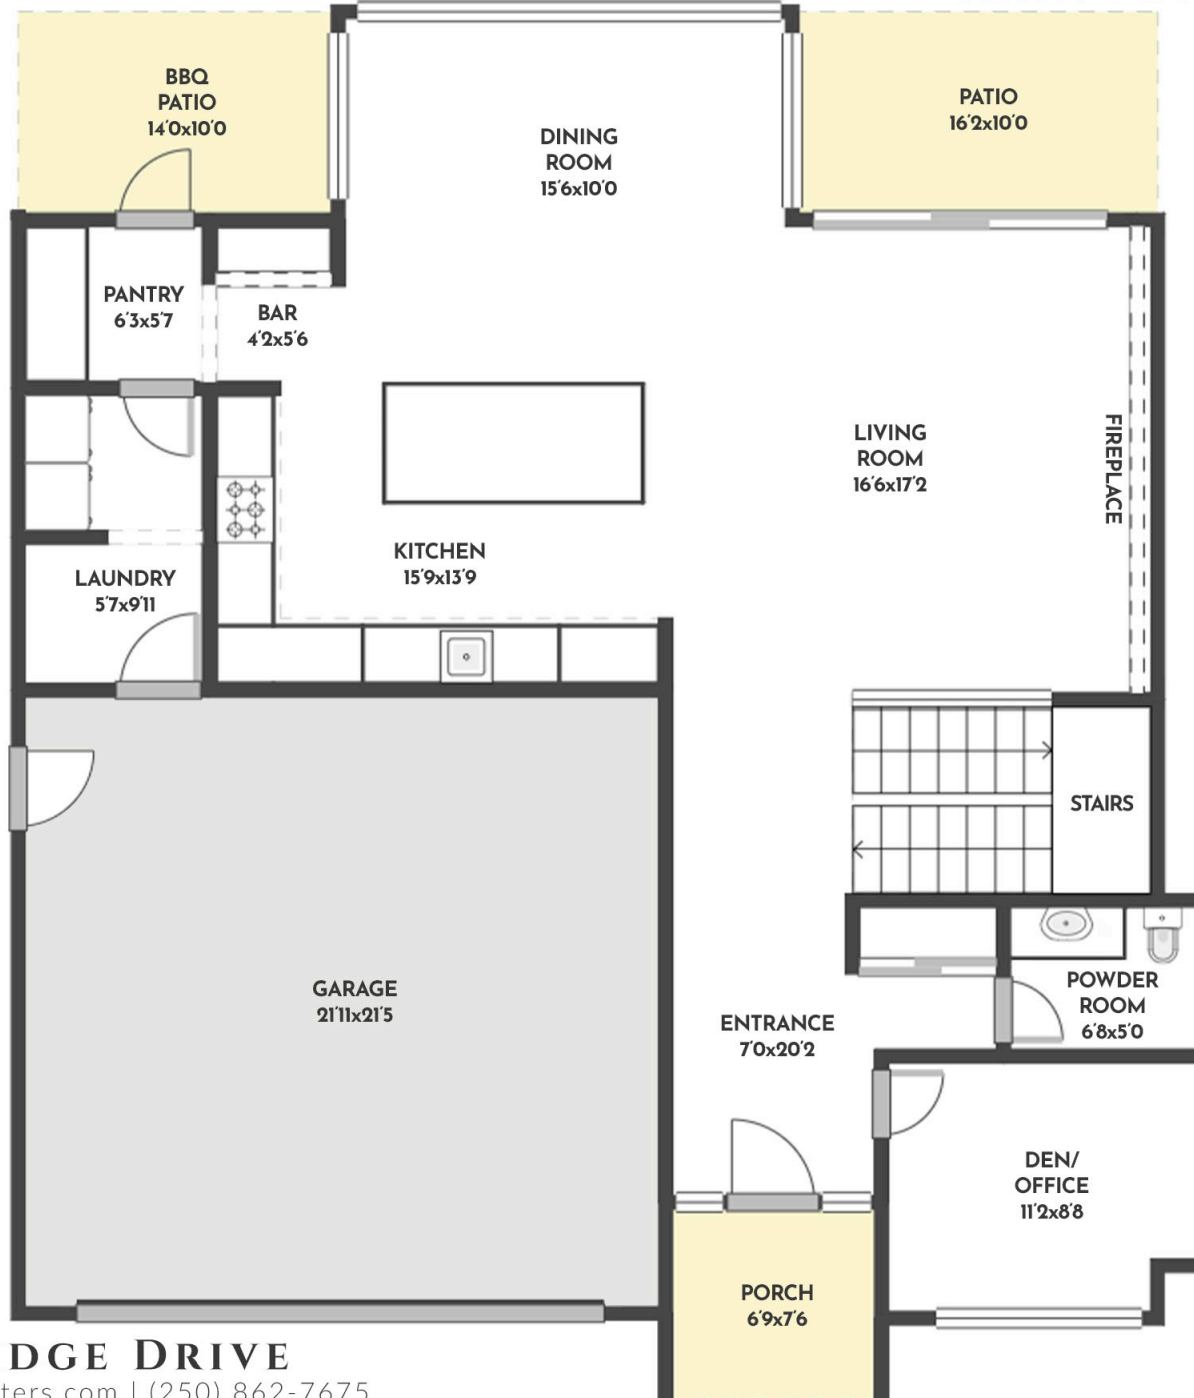 BBQ
PATIO
14'0x10'0
PATIO
16'2x10'0
DINING
ROOM
15'6x10'0
PANTRY
6'3x5'7
BAR
4'2x5'6
LIVING
ROOM
16'6x17'2
FIREPLACE
KITCHEN
15'9x13'9
LAUNDRY
5'7x9'11
STAIRS
GARAGE
21'11x21'5
ENTRANCE
7'0x20'2
POWDER
ROOM
6'8x5'0
DEN/
OFFICE
11'2x8'8
PORCH
6'9x7'6
DGE DRIVE
ters.com | (250) 862-7675